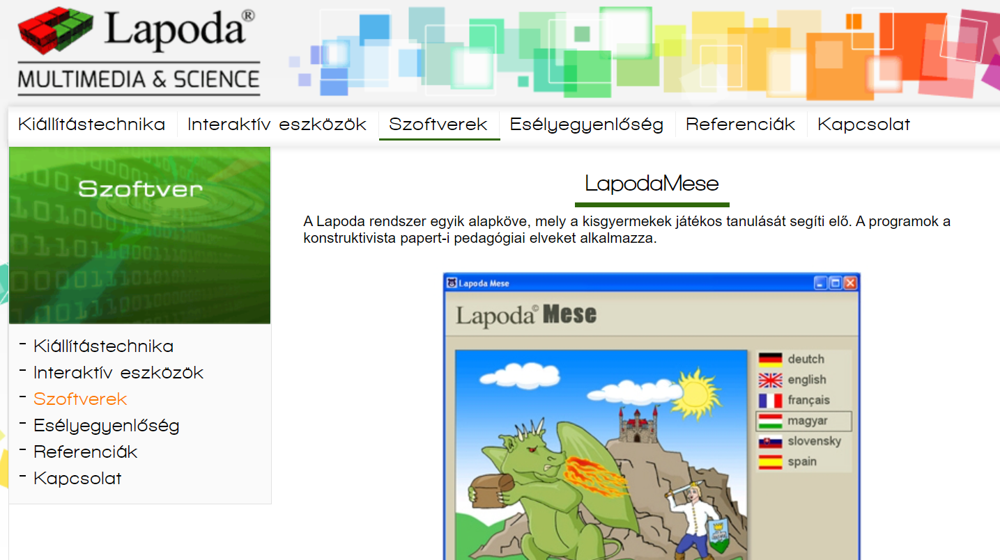 Lapoda®
MULTIMEDIA & SCIENCE
Kiállítástechnika Interaktív eszközök Szoftverek Esélyegyenlőség Referenciák Kapcsolat
Szoftver
- Kiállítástechnika
- Interaktív eszközök
- Szoftverek
- Esélyegyenlőség
- Referenciák
- Kapcsolat
LapodaMese
A Lapoda rendszer egyik alapköve, mely a kisgyermekek játékos tanulását segíti elő. A programok a
konstruktivista papert-i pedagógiai elveket alkalmazza.
Lapoda Mese
Lapoda© Mese
deutch
english
français
magyar
slovensky
spain